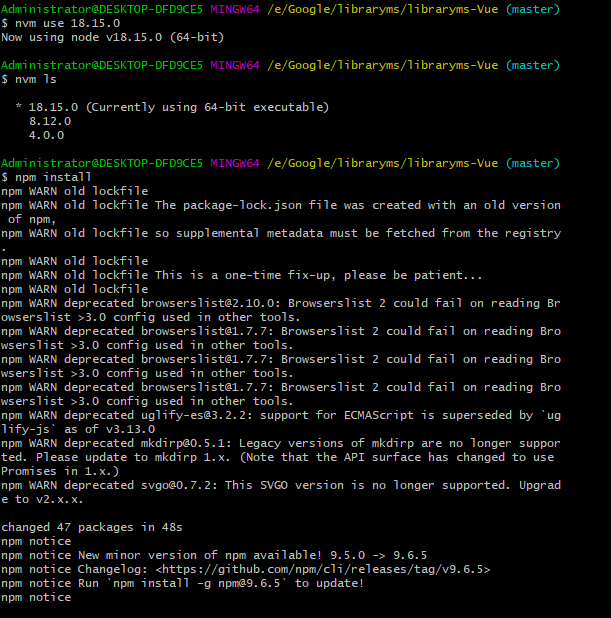 Administrator@DESKTOP-DFD9CE5 MINGW64 /e/Google/libraryms/libraryms-Vue (master)
$ nvm use 18.15.0
Now using node v18.15.0 (64-bit)
Administrator@DESKTOP-DFD9CE5 MINGW64 /e/Google/libraryms/libraryms-Vue (master)
$ nvm ls
* 18.15.0 (Currently using 64-bit executable)
8.12.0
4.0.0
Administrator@DESKTOP-DFD9CE5 MINGW64 /e/Google/libraryms/libraryms-Vue (master)
$ npm install
npm WARN old lockfile
npm WARN old lockfile The package-lock.json file was created with an old version
of npm,
npm WARN old lockfile so supplemental metadata must be fetched from the registry
.
npm WARN old lockfile
npm WARN old lockfile This is a one-time fix-up, please be patient...
npm WARN old lockfile
npm WARN deprecated browserslist@2.10.0: Browserslist 2 could fail on reading Br
owserslist >3.0 config used in other tools.
npm WARN deprecated browserslist@1.7.7: Browserslist 2 could fail on reading Bro
wserslist >3.0 config used in other tools.
npm WARN deprecated browserslist@1.7.7: Browserslist 2 could fail on reading Bro
wserslist >3.0 config used in other tools.
npm WARN deprecated browserslist@1.7.7: Browserslist 2 could fail on reading Bro
wserslist >3.0 config used in other tools.
npm WARN deprecated uglify-es@3.2.2: support for ECMAScript is superseded by `ug
lify-js` as of v3.13.0
npm WARN deprecated mkdirp@0.5.1: Legacy versions of mkdirp are no longer suppor
ted. Please update to mkdirp 1.x. (Note that the API surface has changed to use
Promises in 1.x.)
npm WARN deprecated svgo@0.7.2: This SVGO version is no longer supported. Upgrad
e to v2.x.x.
changed 47 packages in 48s
npm notice
npm notice New minor version of npm available! 9.5.0 -> 9.6.5
npm notice Changelog: <https://github.com/npm/cli/releases/tag/v9.6.5>
npm notice Run `npm install -g npm@9.6.5` to update!
npm notice